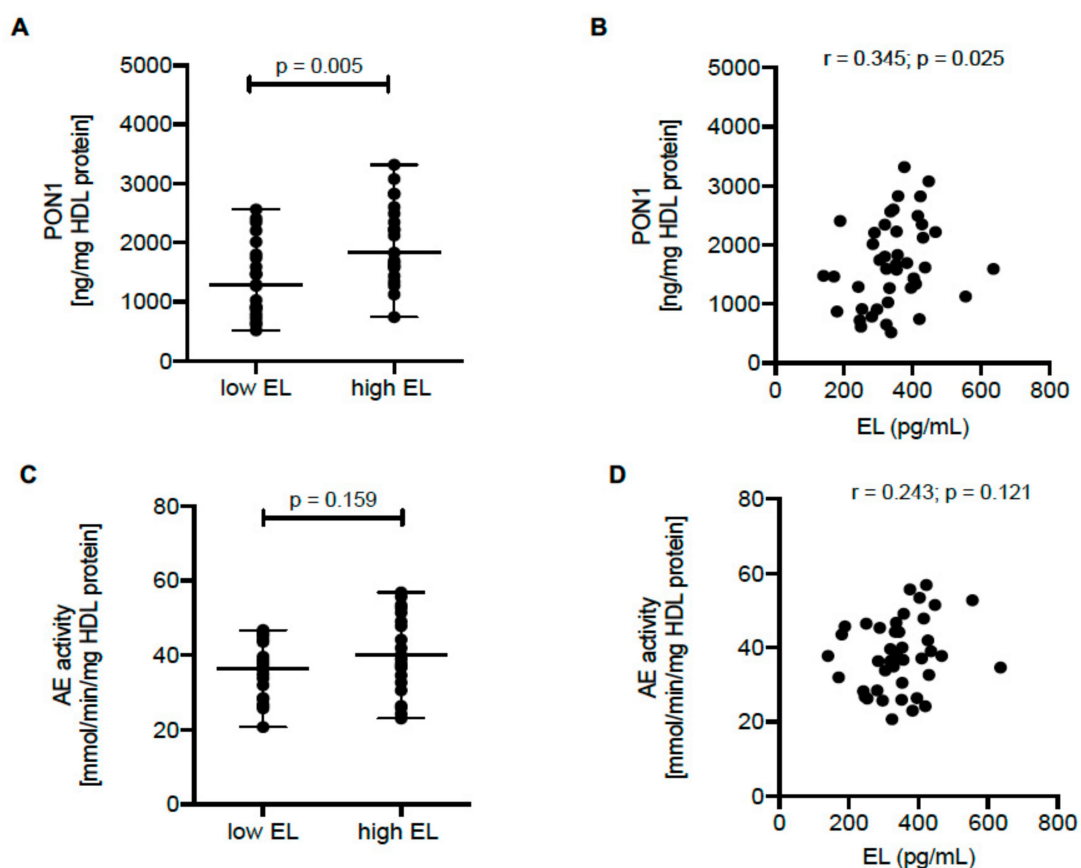 A
p = 0.005
5000
4000
3000
2000
1000
0
PON1
[ng/mg HDL protein]
low EL
high EL
B
r = 0.345; p = 0.025
5000
4000
3000
2000
1000
0
PON1
[ng/mg HDL protein]
0
200
400
600
800
EL (pg/mL)
C
p = 0.159
80
60
40
20
0
AE activity
[mmol/min/mg HDL protein]
low EL
high EL
D
r = 0.243; p = 0.121
80
60
40
20
0
AE activity
[mmol/min/mg HDL protein]
0
200
400
600
800
EL (pg/mL)